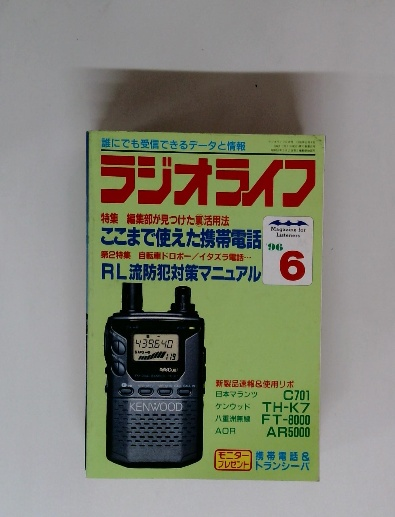 誰にでも受信できるデータと情報
ラジオライフ
特集 編集部が見つけた裏活用法
ここまで使えた携帯電話
第2特集 自転車ドロボー/イタズラ電話…
RL流防犯対策マニュアル
Magazine for
Listeners
'96
6
439.640
119
KENWOOD
新製品速報&使用リポ
日本マランツ C701
ケンウッド TH-K7
八重洲無線 FT-8000
AOR AR5000
モニター
プレゼント
携帯電話&
トランシーバ